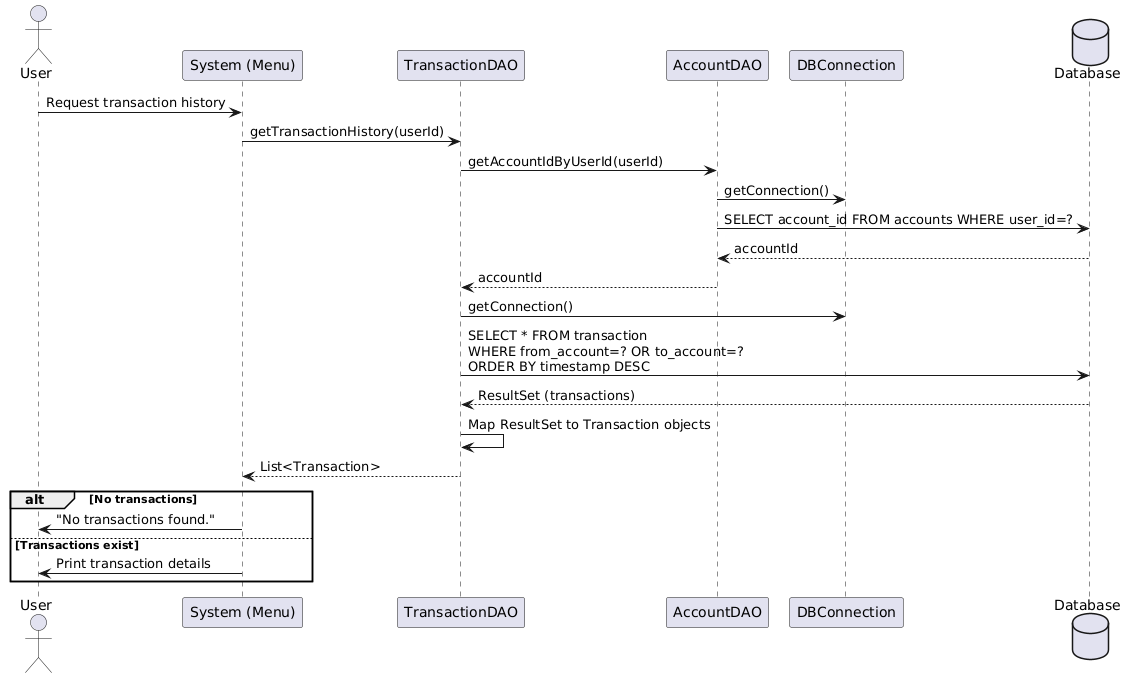 User
System (Menu)
TransactionDAO
AccountDAO
DBConnection
Database
Request transaction history
getTransactionHistory(userId)
getAccountIdByUserId(userId)
getConnection()
SELECT account_id FROM accounts WHERE user_id=?
accountId
accountId
getConnection()
SELECT * FROM transaction
WHERE from_account=? OR to_account=?
ORDER BY timestamp DESC
ResultSet (transactions)
Map ResultSet to Transaction objects
List<Transaction>
alt [No transactions]
"No transactions found."
[Transactions exist]
Print transaction details
User
System (Menu)
TransactionDAO
AccountDAO
DBConnection
Database